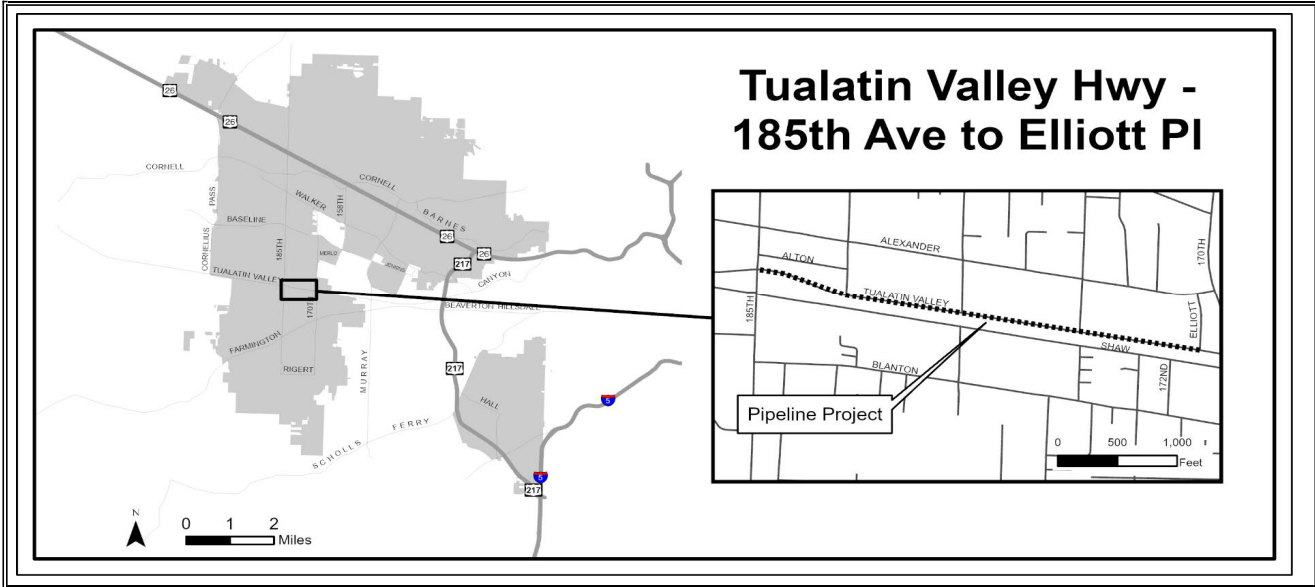 Tualatin Valley Hwy -
185th Ave to Elliott Pl
26
26
CORNELL
CORNELL
PASS
WALKER
158TH
BARNES
BASELINE
26
26
217
CORNELIUS
185TH
MERLO
JENKINS
CANYON
TUALATIN VALLEY
170TH
BEAVERTON HILLSDALE
FARMINGTON
MURRAY
RIGERT
217
HALL
5
SCHOLLS FERRY
5
217
N
0 1 2
Miles
ALEXANDER
170TH
ALTON
TUALATIN VALLEY
185TH
ELLIOTT
SHAW
BLANTON
172ND
Pipeline Project
0 500 1,000
Feet